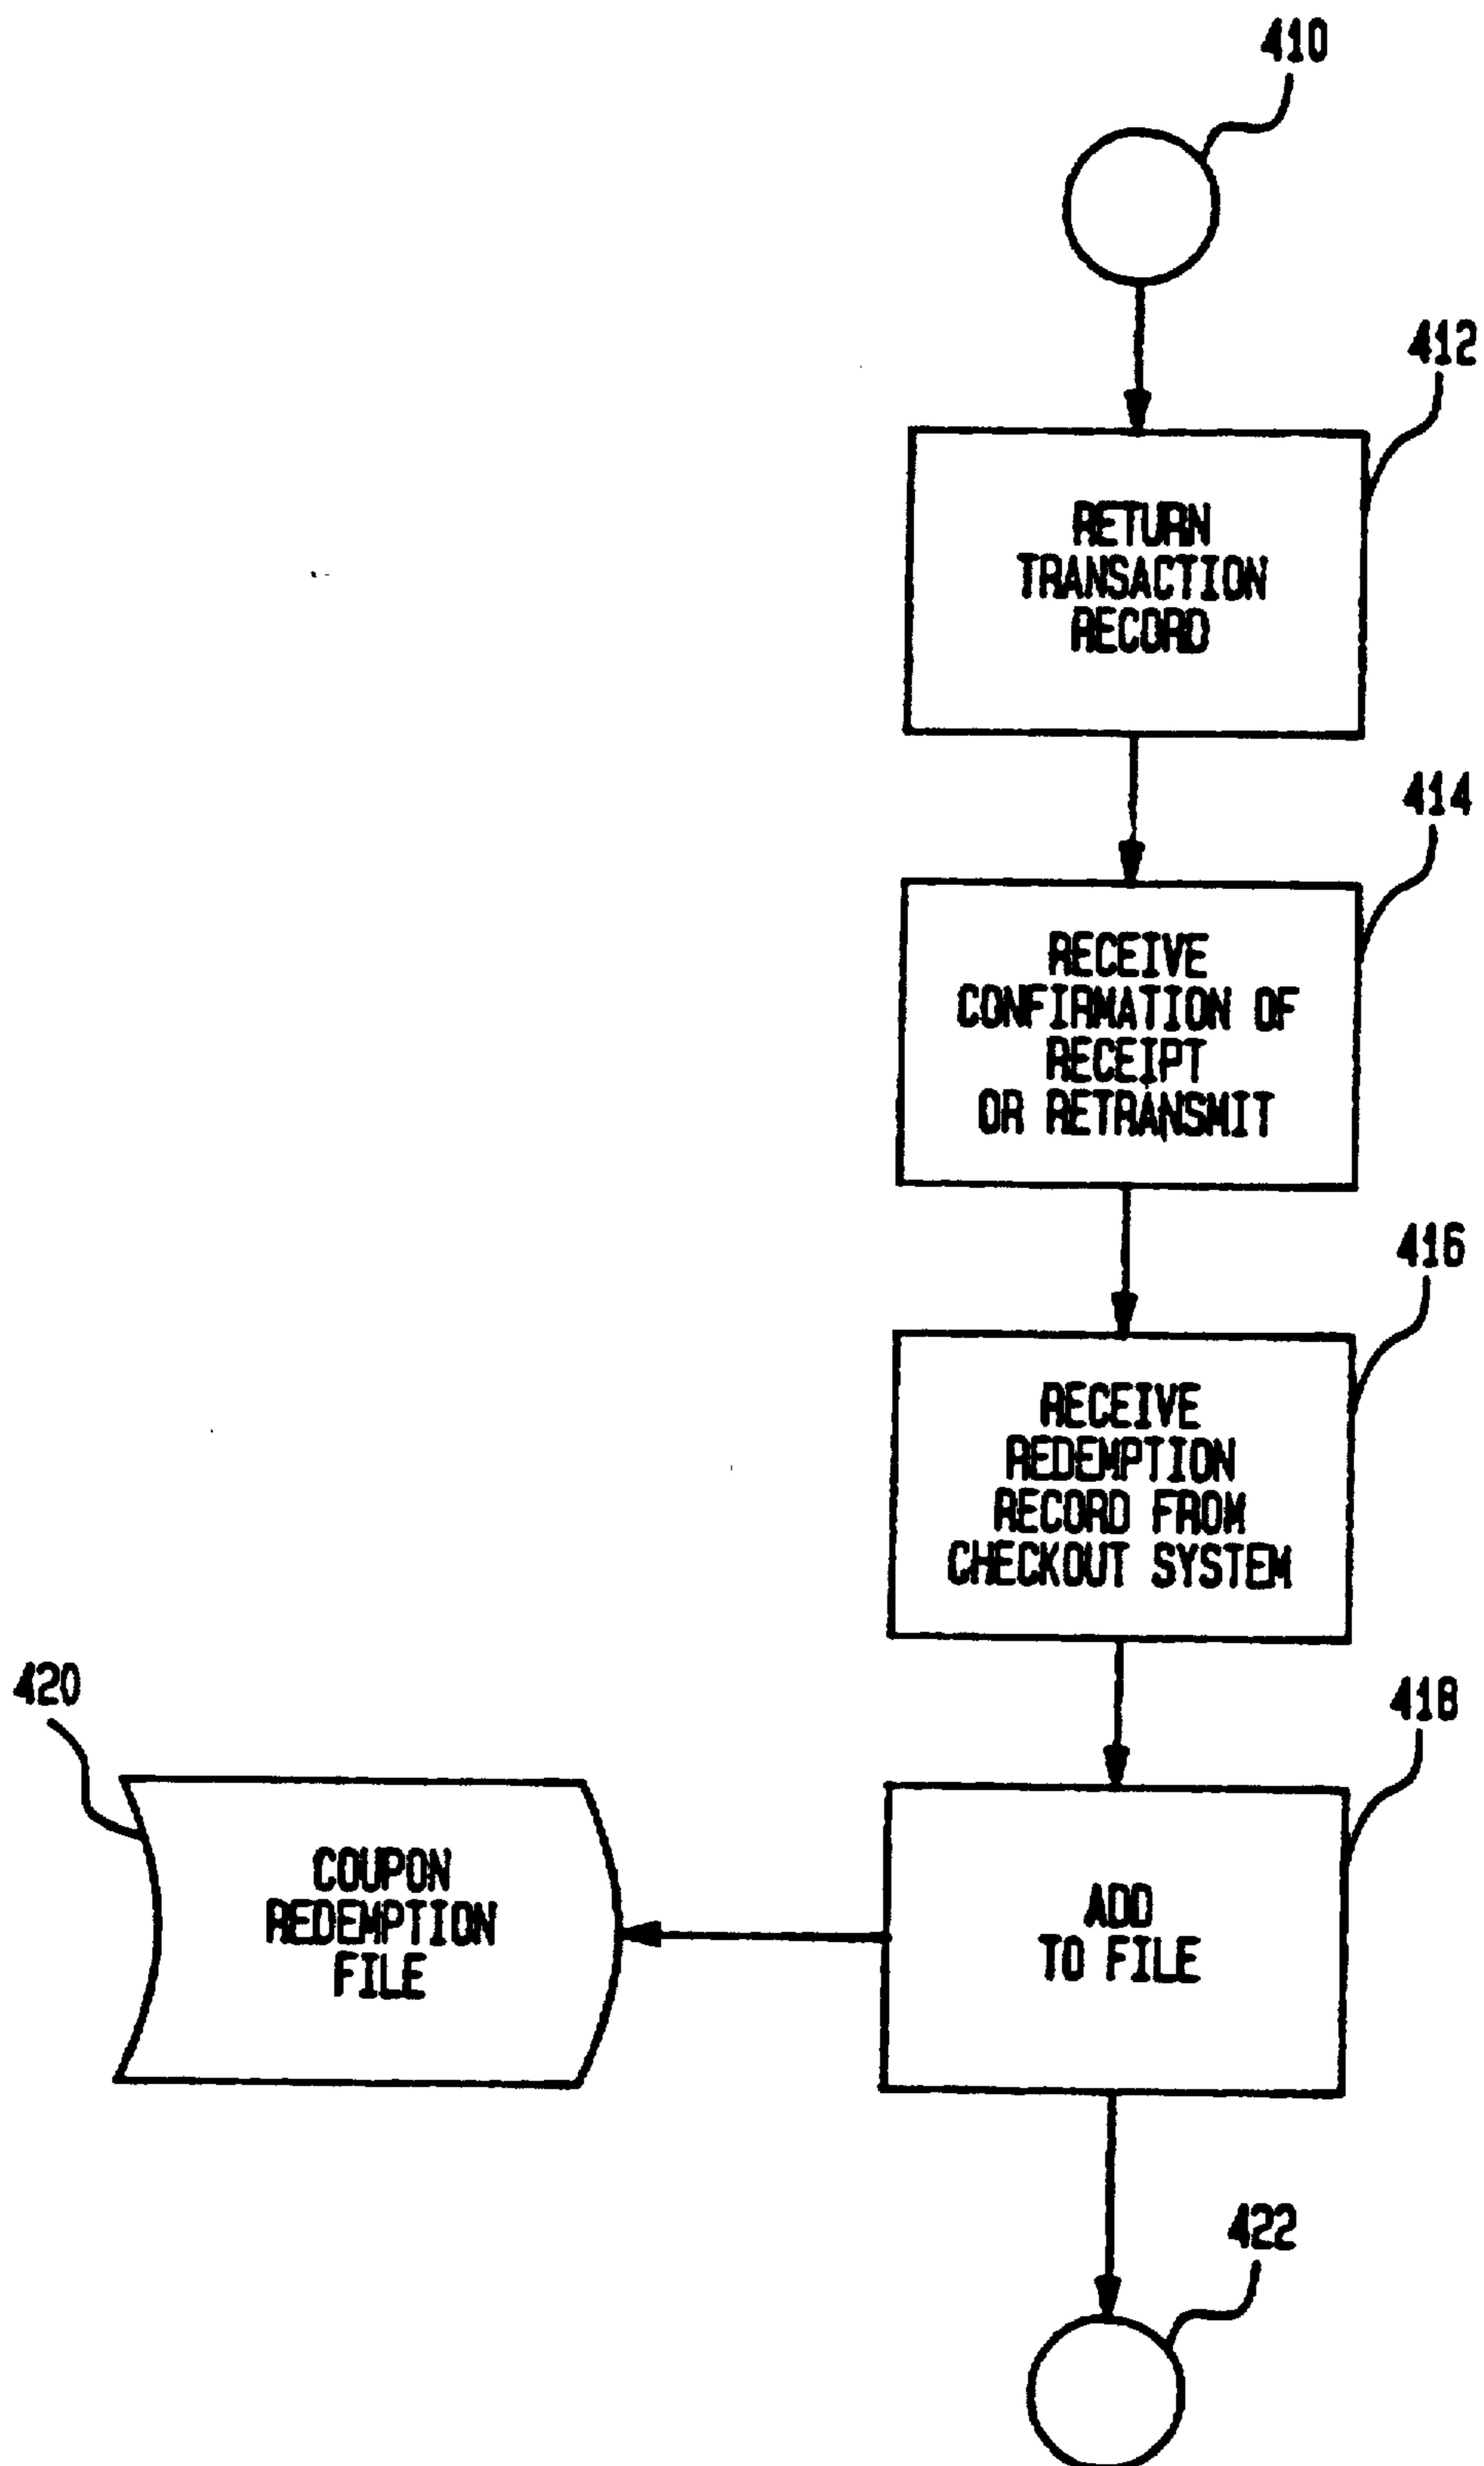 410
412
RETURN
TRANSACTION
RECORD
414
RECEIVE
CONFIRMATION OF
RECEIPT
OR RETRANSMIT
416
RECEIVE
REDEMPTION
RECORD FROM
CHECKOUT SYSTEM
420
418
COUPON
REDEMPTION
FILE
ADD
TO FILE
422